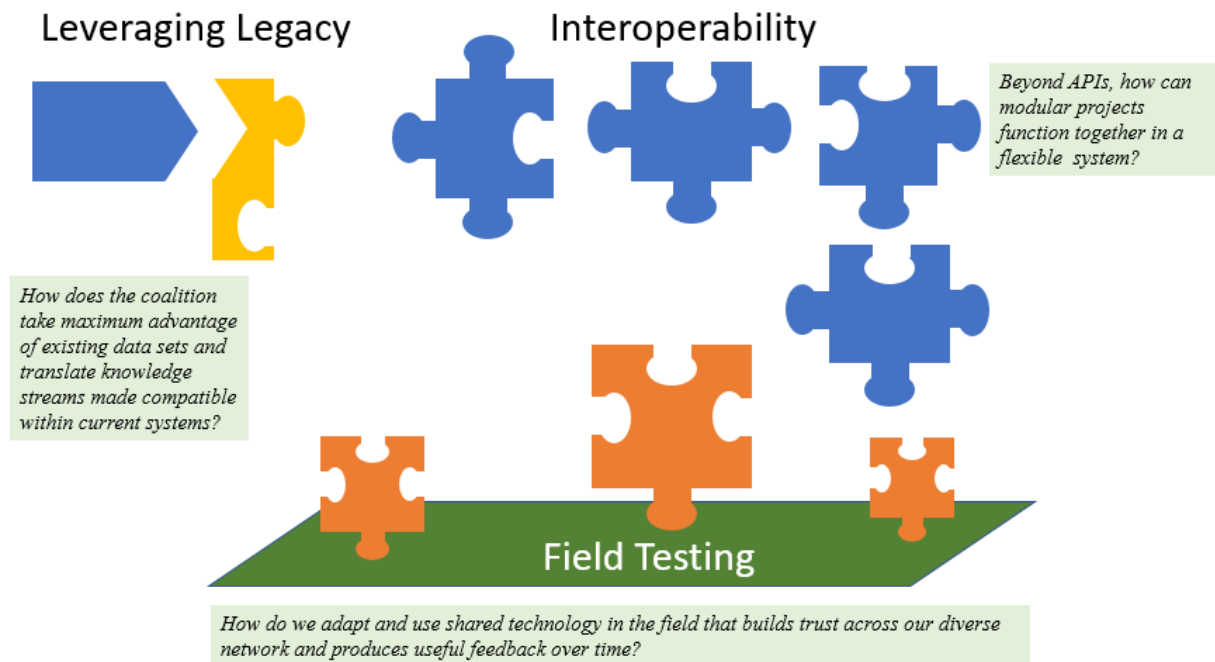 Leveraging Legacy
Interoperability
Beyond APIs, how can
modular projects
function together in a
flexible system?
How does the coalition
take maximum advantage
of existing data sets and
translate knowledge
streams made compatible
within current systems?
Field Testing
How do we adapt and use shared technology in the field that builds trust across our diverse
network and produces useful feedback over time?